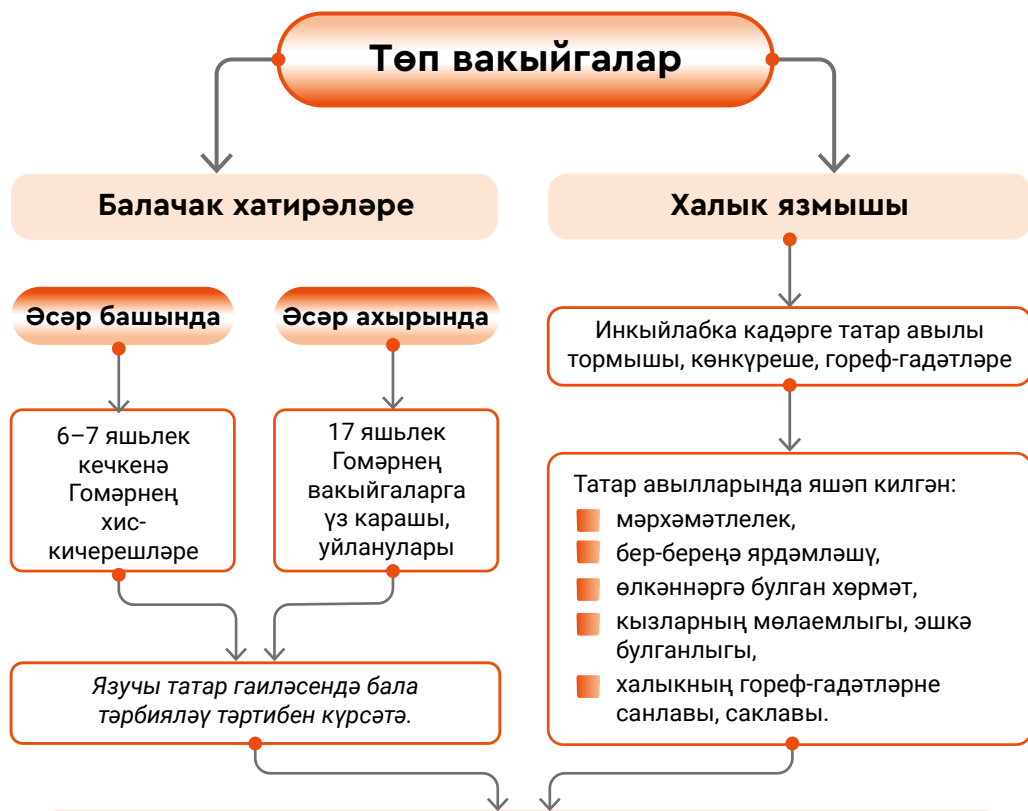 Төп вакыйгалар
Балачак хатирәләре
Халык язмышы
Әсәр башында
Әсәр ахырында
6–7 яшьлек
кечкенә
Гомәрнең
хис-
кичерешләре
17 яшьлек
Гомәрнең
вакыйгаларга
үз карашы,
уйланулары
Язучы татар гаиләсендә бала
тәрбияләү тәртибен күрсәтә.
Инкыйлабка кадәрге татар авылы
тормышы, көнкүреше, гореф-гадәтләре
Татар авылларында яшәп килгән:
мәрхәмәтлелек,
бер-береңә ярдәмләшү,
өлкәннәргә булган хөрмәт,
кызларның мөлаемлыгы, эшкә
булганлыгы,
халыкның гореф-гадәтләрне
санлавы, саклавы.